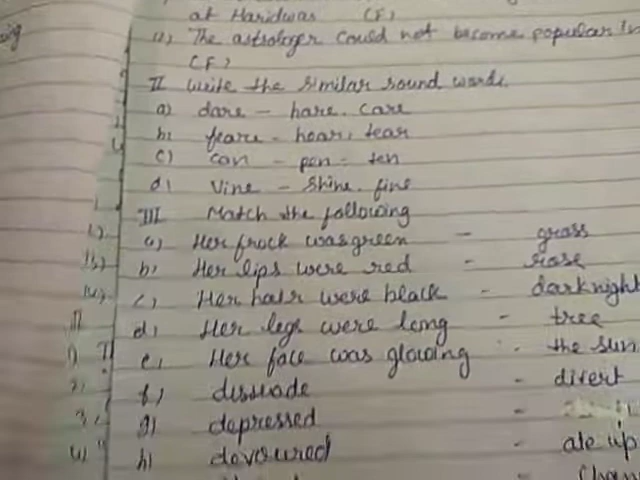 at Haridwar (F)
u) The astrologer could not become popular in
(F)
II write the similar sound words
a) dare - hare, care
b) feare - hear, tear
c) can - pen - ten
d) Vine - shine, fine
III Match the following
a) Her frock was green - grass
b) Her lips were red - rose
c) Her hair were black - dark night
d) Her legs were long - tree
e) Her face was glowing - the sun
f) dissuade - divert
g) depressed -
h) devoured - ate up